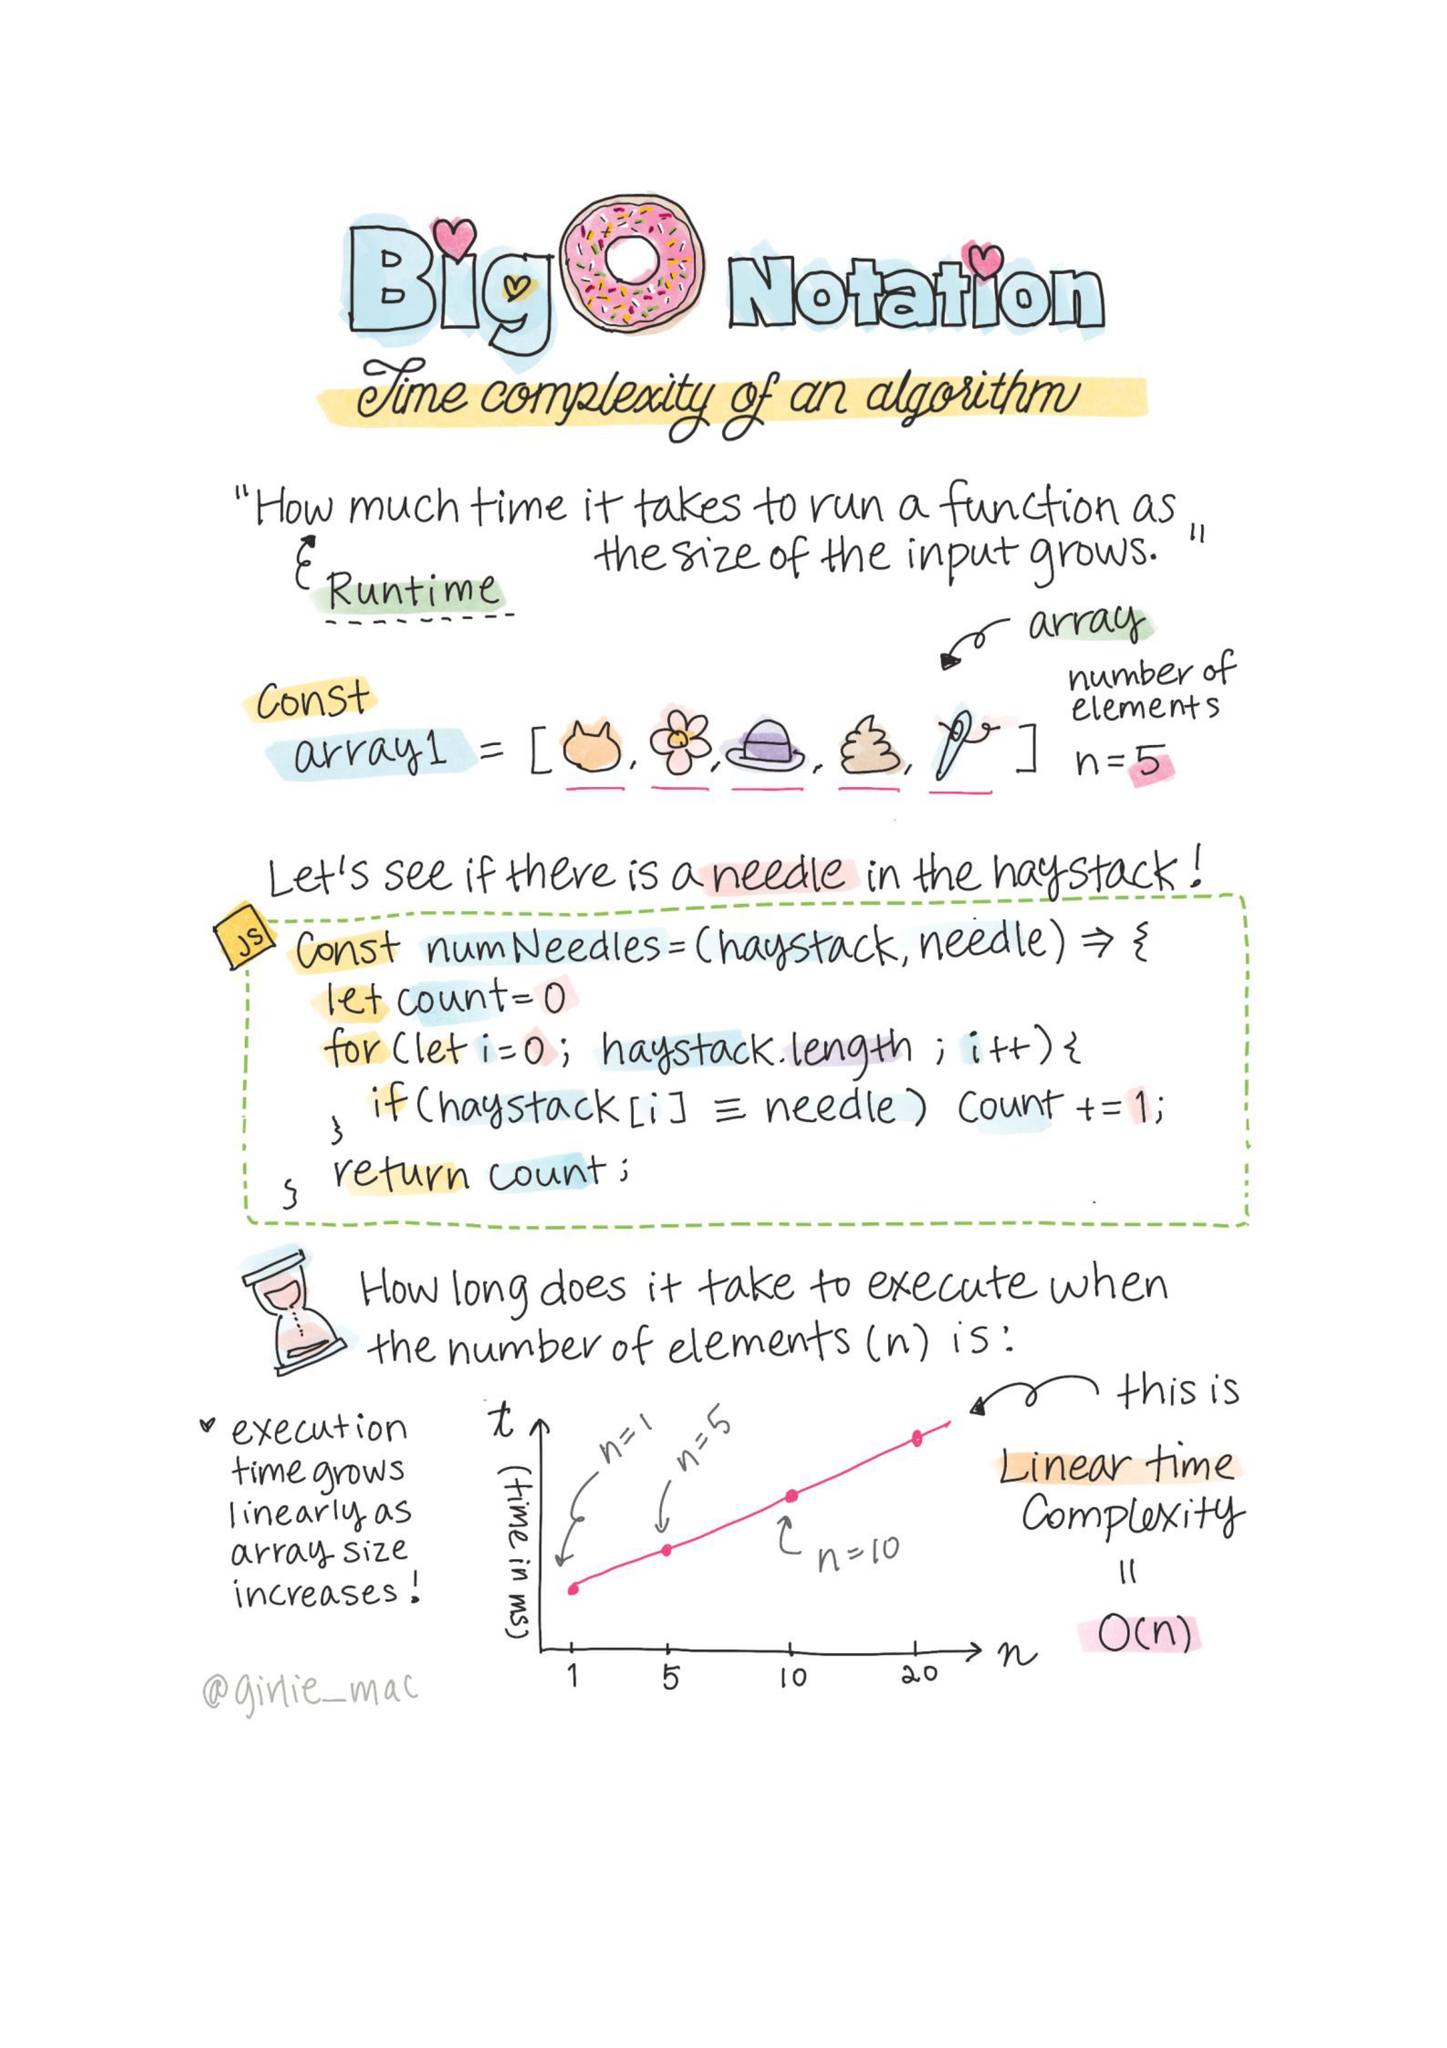 Big O Notation
Time complexity of an algorithm
"How much time it takes to run a function as
the size of the input grows."
Runtime
array
number of
elements
n=5
Const
array1 = [ , , , , ]
Let's see if there is a needle in the haystack!
JS
Const numNeedles=(haystack, needle) ⇒ {
let count=0
for (let i=0; haystack.length ; i++) {
if (haystack[i] ≡ needle) count += 1;
}
return count;
}
How long does it take to execute when
the number of elements (n) is:
execution
time grows
linearly as
array size
increases!
t
(time in ms)
n=1
n=5
n=10
1 5 10 20 n
this is
Linear time
Complexity
=
O(n)
@girlie_mac